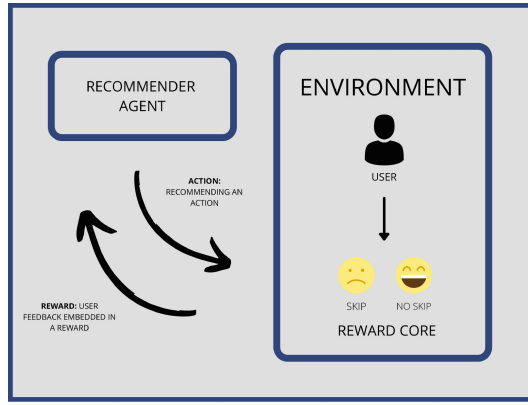 RECOMMENDER
AGENT
ENVIRONMENT
USER
ACTION:
RECOMMENDING AN
ACTION
REWARD: USER
FEEDBACK EMBEDDED IN
A REWARD
SKIP
NO SKIP
REWARD CORE